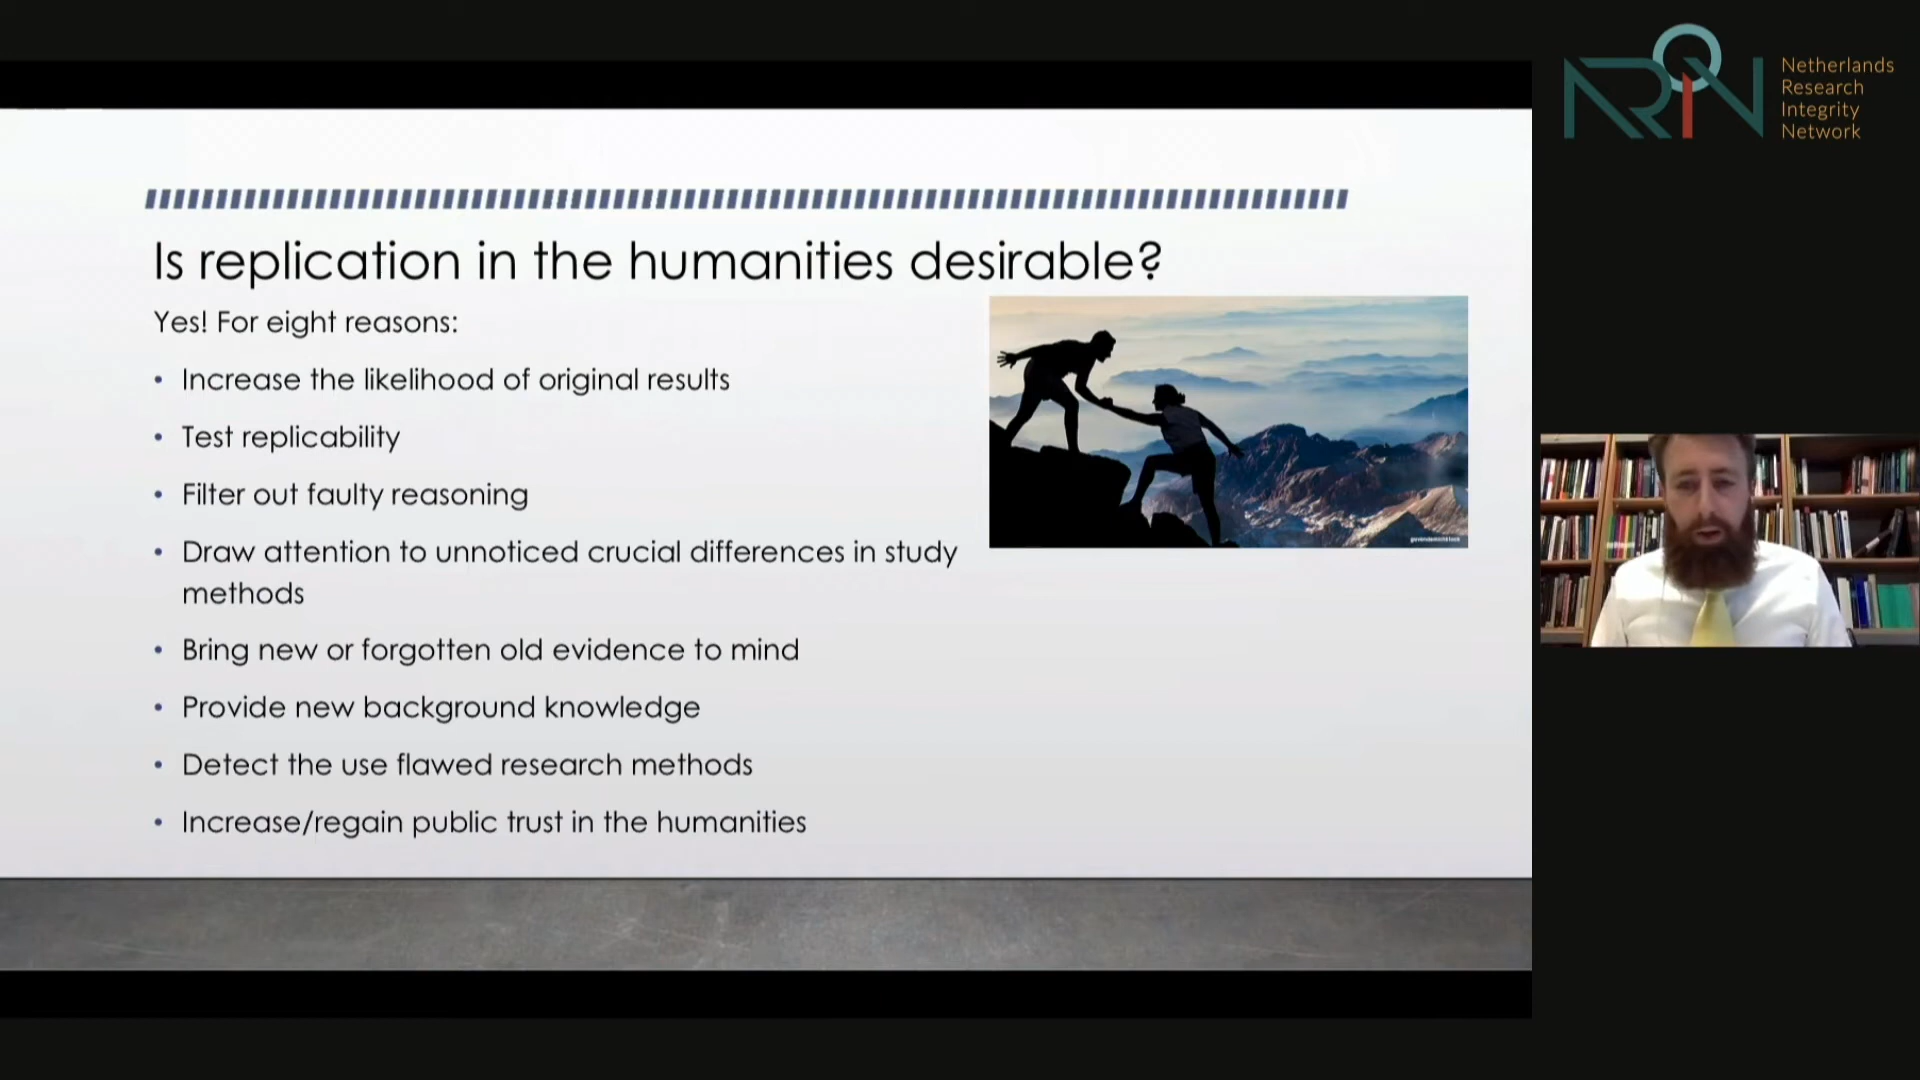 Netherlands
Research
Integrity
Network
Is replication in the humanities desirable?
Yes! For eight reasons:
• Increase the likelihood of original results
• Test replicability
• Filter out faulty reasoning
• Draw attention to unnoticed crucial differences in study
methods
• Bring new or forgotten old evidence to mind
• Provide new background knowledge
• Detect the use flawed research methods
• Increase/regain public trust in the humanities